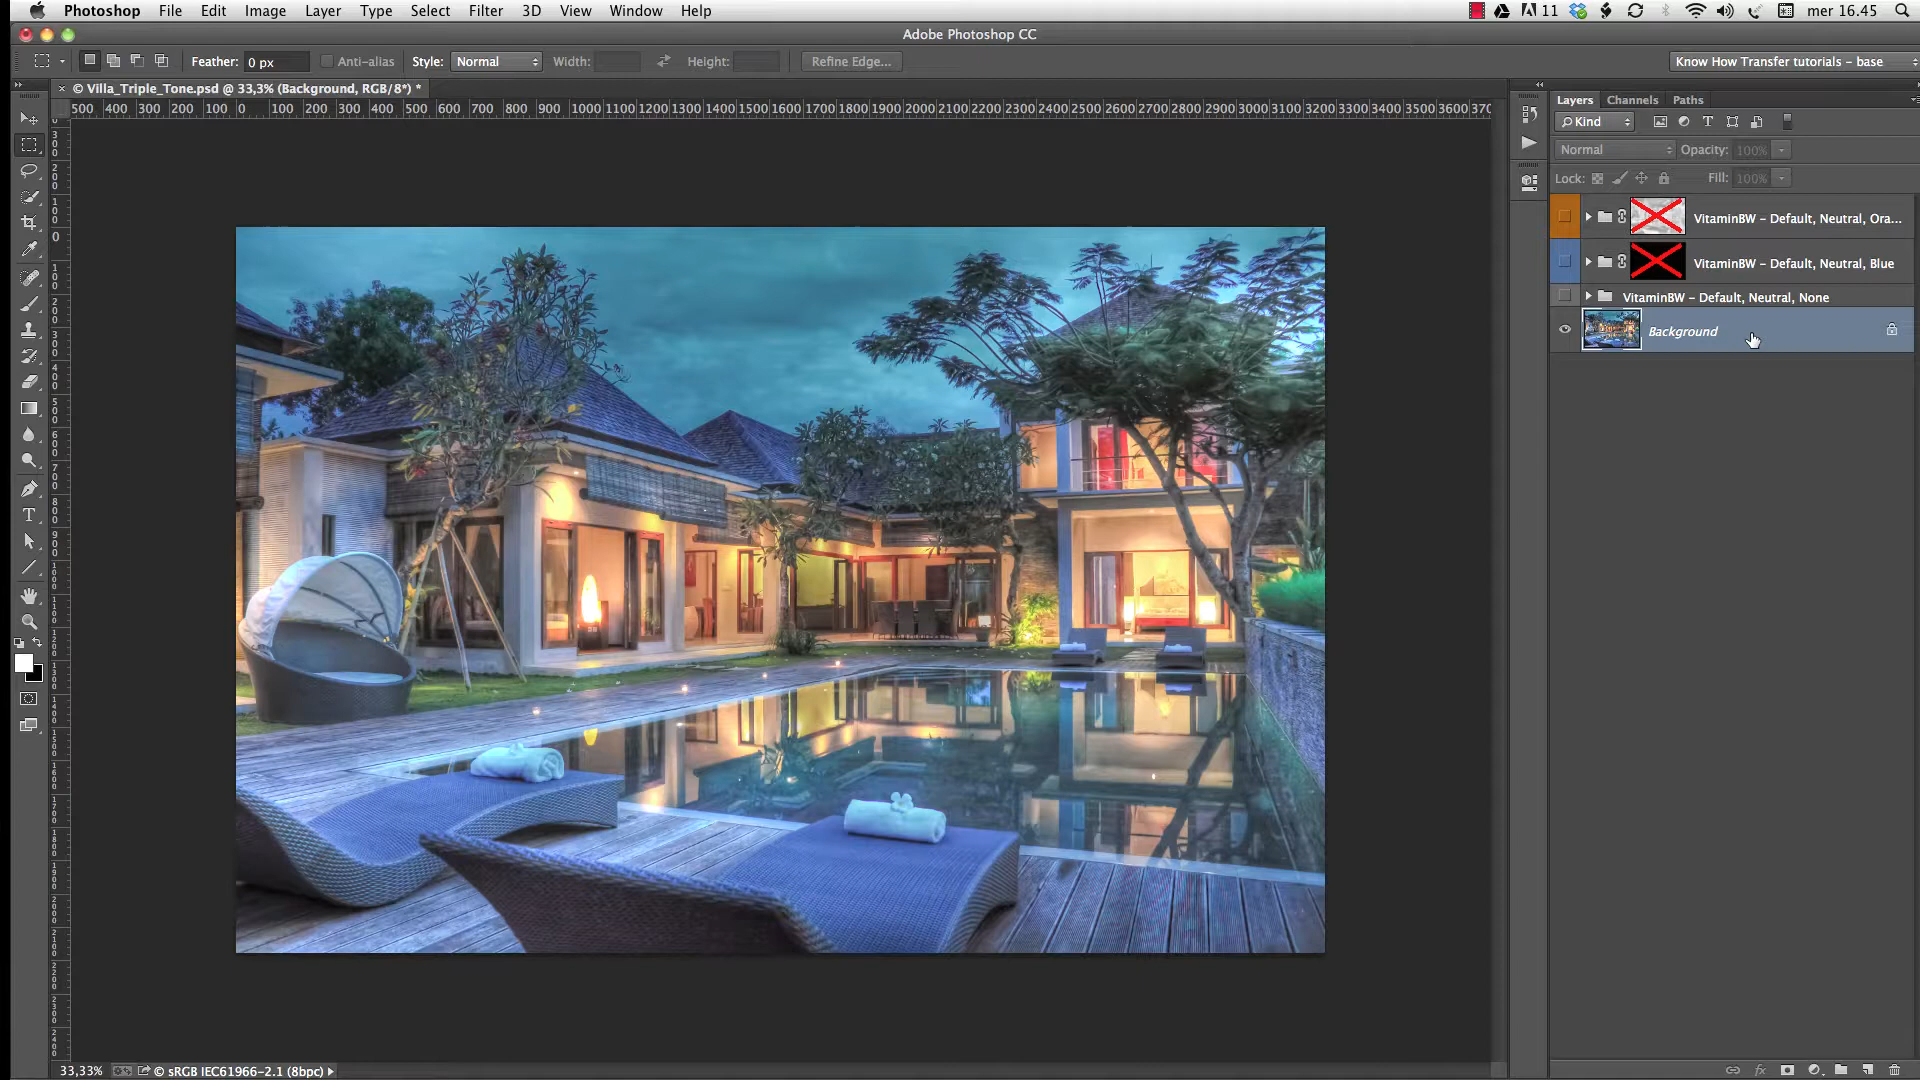 Photoshop File Edit Image Layer Type Select Filter 3D View Window Help 11 mer 16.45
Adobe Photoshop CC
Feather: 0 px Anti-alias Style: Normal Width: Height: Refine Edge... Know How Transfer tutorials - base
× © Villa_Triple_Tone.psd @ 33,3% (Background, RGB/8*) *
Layers Channels Paths
500 400 300 200 100 0 100 200 300 400 500 600 700 800 900 1000 1100 1200 1300 1400 1500 1600 1700 1800 1900 2000 2100 2200 2300 2400 2500 2600 2700 2800 2900 3000 3100 3200 3300 3400 3500 3600 370
Kind
Normal Opacity: 100%
Lock: Fill: 100%
VitaminBW - Default, Neutral, Ora...
VitaminBW - Default, Neutral, Blue
VitaminBW - Default, Neutral, None
Background
33,33% © sRGB IEC61966-2.1 (8bpc)